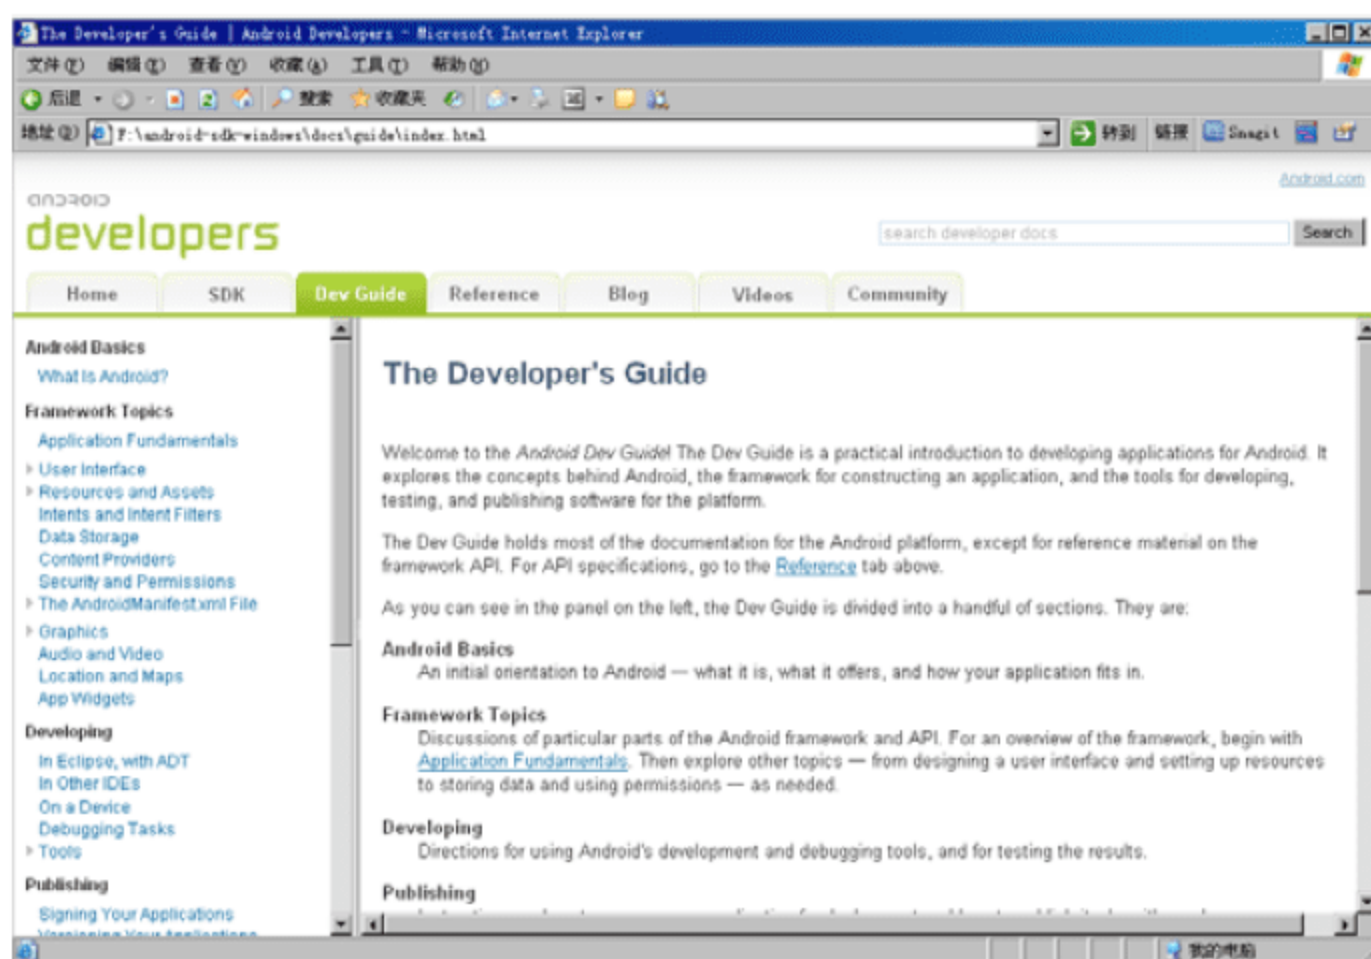 The Developer's Guide | Android Developers - Microsoft Internet Explorer
文件(F) 编辑(E) 查看(V) 收藏(A) 工具(T) 帮助(H)
后退 搜索 收藏夹
地址(D) F:\android-sdk-windows\docs\guide\index.html 转到 链接 Snagit
Android.com
ANDROID
developers
search developer docs Search
Home SDK Dev Guide Reference Blog Videos Community
Android Basics
What Is Android?
Framework Topics
Application Fundamentals
User Interface
Resources and Assets
Intents and Intent Filters
Data Storage
Content Providers
Security and Permissions
The AndroidManifest.xml File
Graphics
Audio and Video
Location and Maps
App Widgets
Developing
In Eclipse, with ADT
In Other IDEs
On a Device
Debugging Tasks
Tools
Publishing
Signing Your Applications
Versioning Your Applications
The Developer's Guide
Welcome to the Android Dev Guide! The Dev Guide is a practical introduction to developing applications for Android. It
explores the concepts behind Android, the framework for constructing an application, and the tools for developing,
testing, and publishing software for the platform.
The Dev Guide holds most of the documentation for the Android platform, except for reference material on the
framework API. For API specifications, go to the Reference tab above.
As you can see in the panel on the left, the Dev Guide is divided into a handful of sections. They are:
Android Basics
An initial orientation to Android — what it is, what it offers, and how your application fits in.
Framework Topics
Discussions of particular parts of the Android framework and API. For an overview of the framework, begin with
Application Fundamentals. Then explore other topics — from designing a user interface and setting up resources
to storing data and using permissions — as needed.
Developing
Directions for using Android's development and debugging tools, and for testing the results.
Publishing
我的电脑